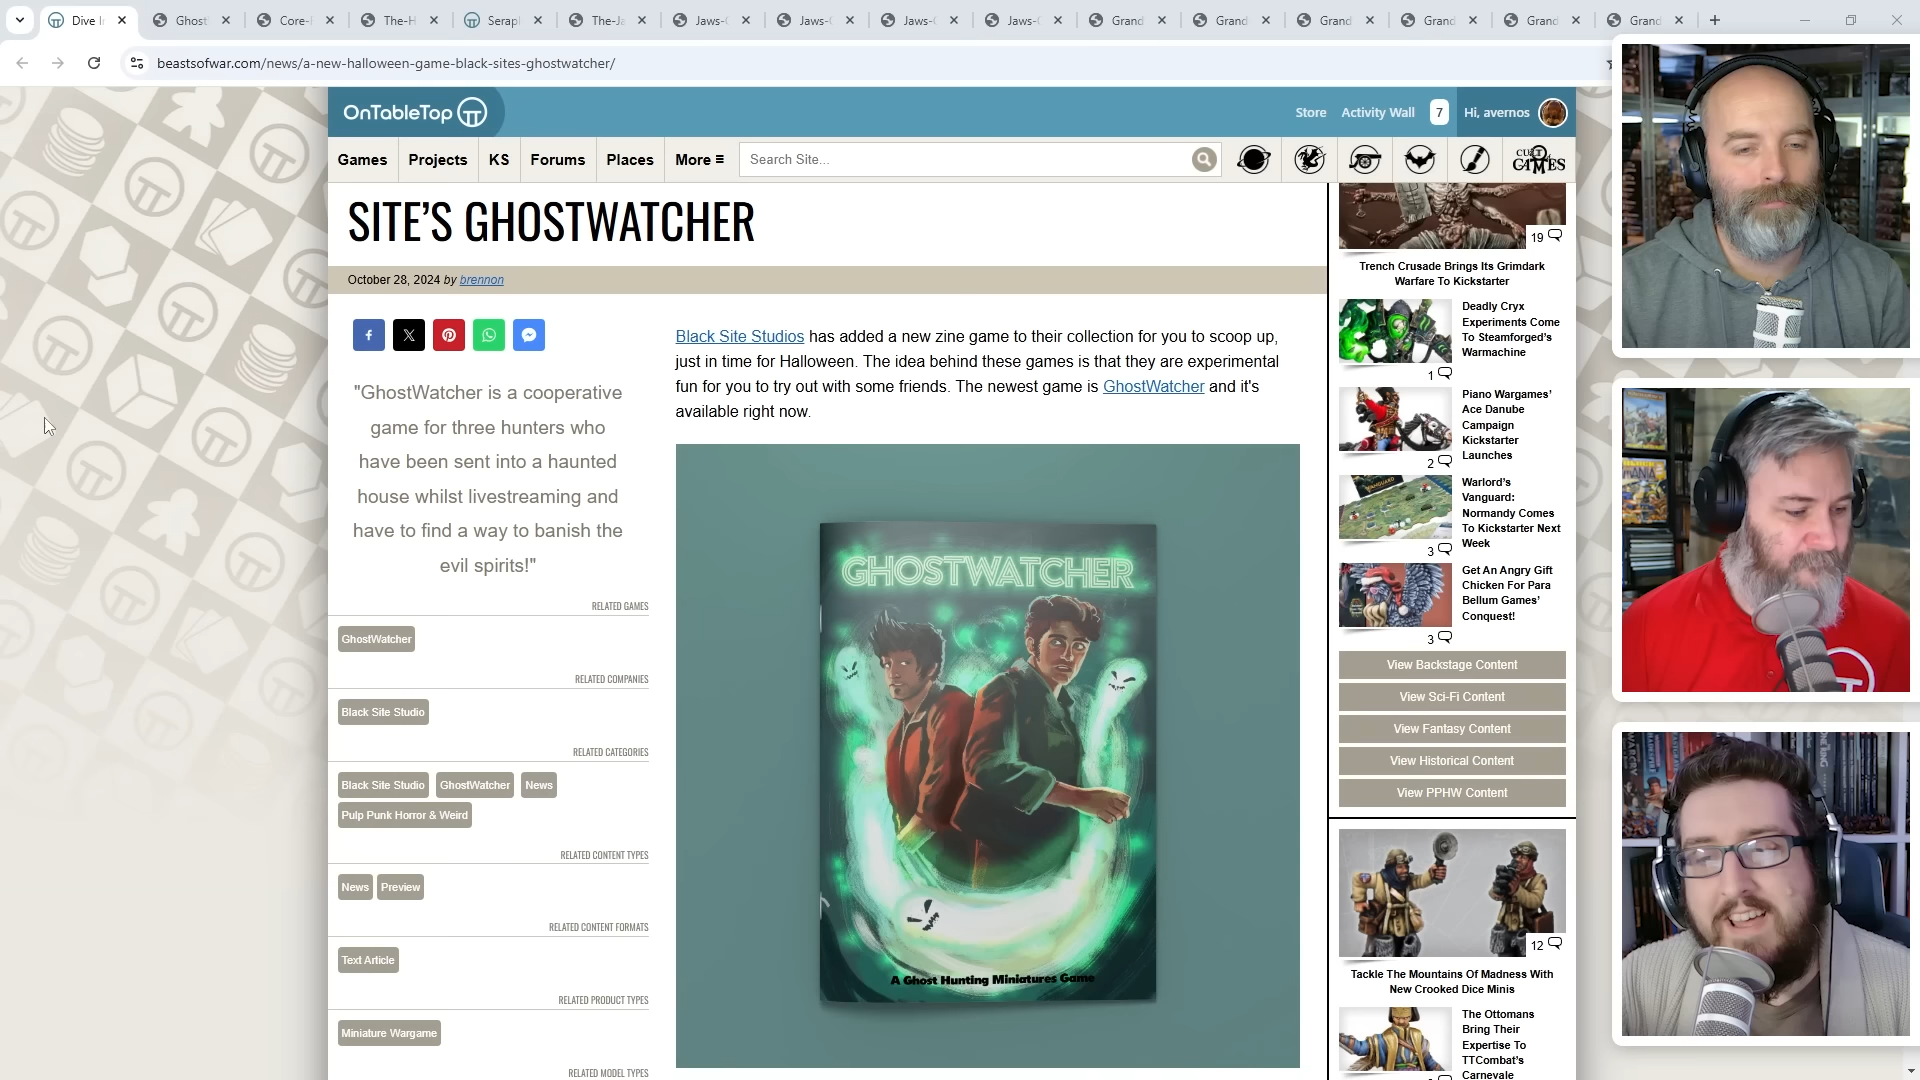 Dive I
Ghost
Core-F
The-H
Serap
The-Ja
Jaws-
Jaws-
Jaws-
Jaws-
Grand
Grand
Grand
Grand
Grand
Grand
beastsofwar.com/news/a-new-halloween-game-black-sites-ghostwatcher/
OnTableTop
Store
Activity Wall
7
Hi, avernos
Games
Projects
KS
Forums
Places
More ≡
Search Site...
CULT OF GAMES
SITE'S GHOSTWATCHER
October 28, 2024 by brennon
"GhostWatcher is a cooperative
game for three hunters who
have been sent into a haunted
house whilst livestreaming and
have to find a way to banish the
evil spirits!"
RELATED GAMES
GhostWatcher
RELATED COMPANIES
Black Site Studio
RELATED CATEGORIES
Black Site Studio
GhostWatcher
News
Pulp Punk Horror & Weird
RELATED CONTENT TYPES
News
Preview
RELATED CONTENT FORMATS
Text Article
RELATED PRODUCT TYPES
Miniature Wargame
RELATED MODEL TYPES
Black Site Studios has added a new zine game to their collection for you to scoop up,
just in time for Halloween. The idea behind these games is that they are experimental
fun for you to try out with some friends. The newest game is GhostWatcher and it's
available right now.
GHOSTWATCHER
A Ghost Hunting Miniatures Game
19
Trench Crusade Brings Its Grimdark
Warfare To Kickstarter
Deadly Cryx
Experiments Come
To Steamforged's
Warmachine
1
Piano Wargames'
Ace Danube
Campaign
Kickstarter
Launches
2
Warlord's
Vanguard:
Normandy Comes
To Kickstarter Next
Week
3
Get An Angry Gift
Chicken For Para
Bellum Games'
Conquest!
3
View Backstage Content
View Sci-Fi Content
View Fantasy Content
View Historical Content
View PPHW Content
12
Tackle The Mountains Of Madness With
New Crooked Dice Minis
The Ottomans
Bring Their
Expertise To
TTCombat's
Carnevale